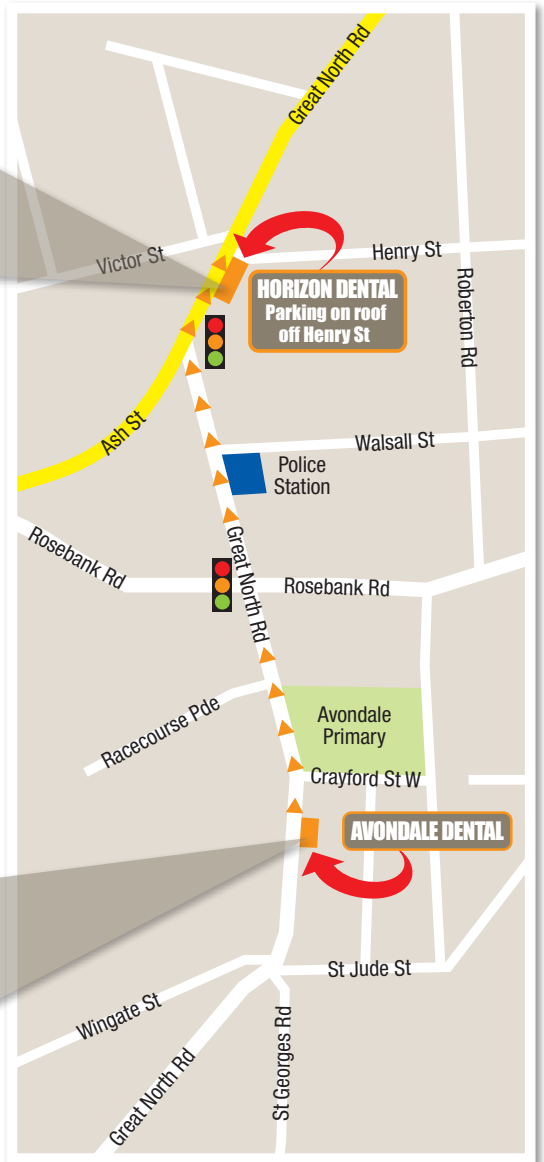 Great North Rd
Victor St
Henry St
HORIZON DENTAL
Parking on roof
off Henry St
Roberton Rd
Ash St
Walsall St
Police
Station
Rosebank Rd
Great North Rd
Rosebank Rd
Racecourse Pde
Avondale
Primary
Crayford St W
AVONDALE DENTAL
St Jude St
Wingate St
Great North Rd
St Georges Rd